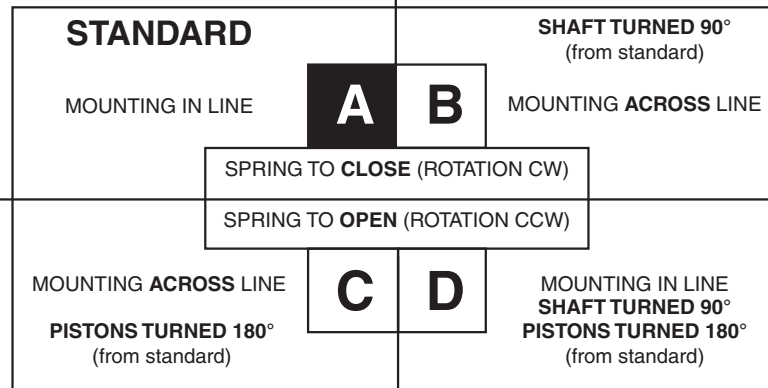 STANDARD
MOUNTING IN LINE
A
B
SHAFT TURNED 90°
(from standard)
MOUNTING ACROSS LINE
SPRING TO CLOSE (ROTATION CW)
SPRING TO OPEN (ROTATION CCW)
MOUNTING ACROSS LINE
PISTONS TURNED 180°
(from standard)
C
D
MOUNTING IN LINE
SHAFT TURNED 90°
PISTONS TURNED 180°
(from standard)